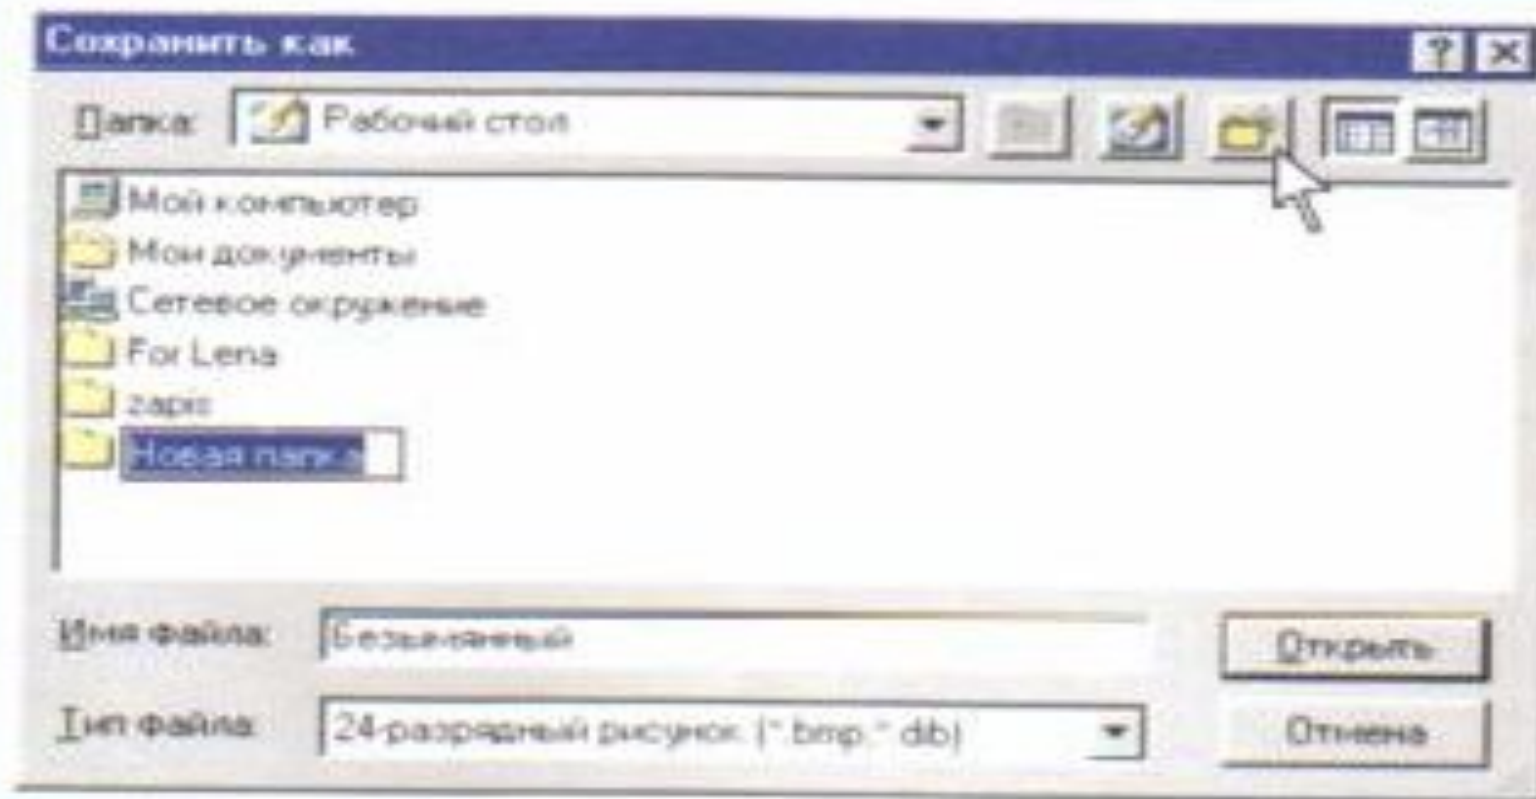 Сохранить как
Папка: Рабочий стол
Мой компьютер
Мои документы
Сетевое окружение
For Lena
zapis
Новая папка
Имя файла: Безымянный
Открыть
Тип файла: 24-разрядный рисунок (*.bmp;*.dib)
Отмена